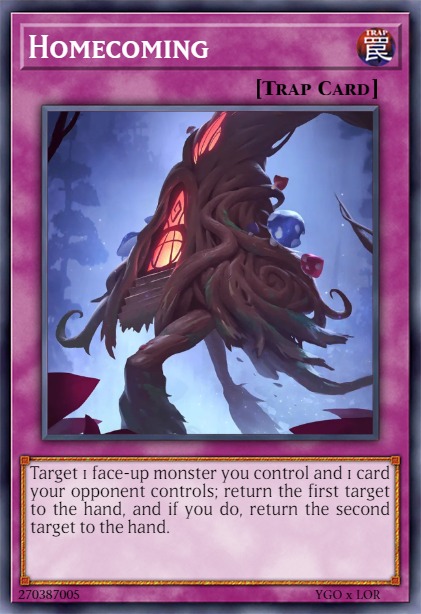 Homecoming
TRAP
罠
[Trap Card]
Target 1 face-up monster you control and 1 card
your opponent controls; return the first target
to the hand, and if you do, return the second
target to the hand.
270387005
YGO x LOR